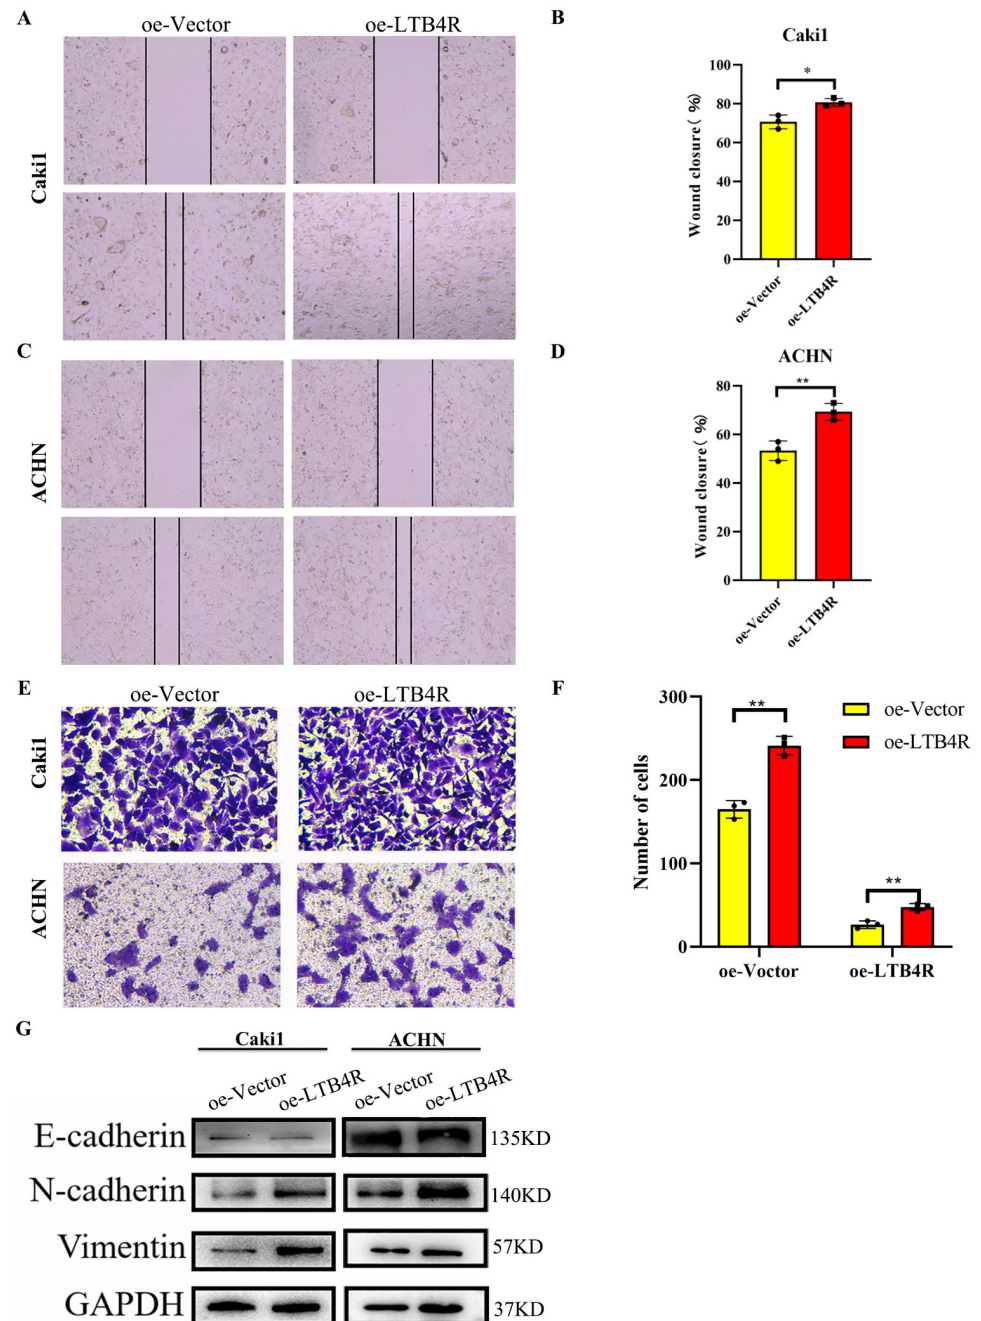 A
oe-Vector
oe-LTB4R
Caki1
B
Caki1
Wound closure( %)
100
80
60
40
20
0
*
oe-Vector
oe-LTB4R
C
ACHN
D
ACHN
Wound closure( %)
80
60
40
20
0
**
oe-Vector
oe-LTB4R
E
oe-Vector
oe-LTB4R
Caki1
ACHN
F
Number of cells
300
200
100
0
**
**
oe-Vector
oe-LTB4R
oe-Voctor
oe-LTB4R
G
Caki1
ACHN
oe-Vector
oe-LTB4R
oe-Vector
oe-LTB4R
E-cadherin
135KD
N-cadherin
140KD
Vimentin
57KD
GAPDH
37KD